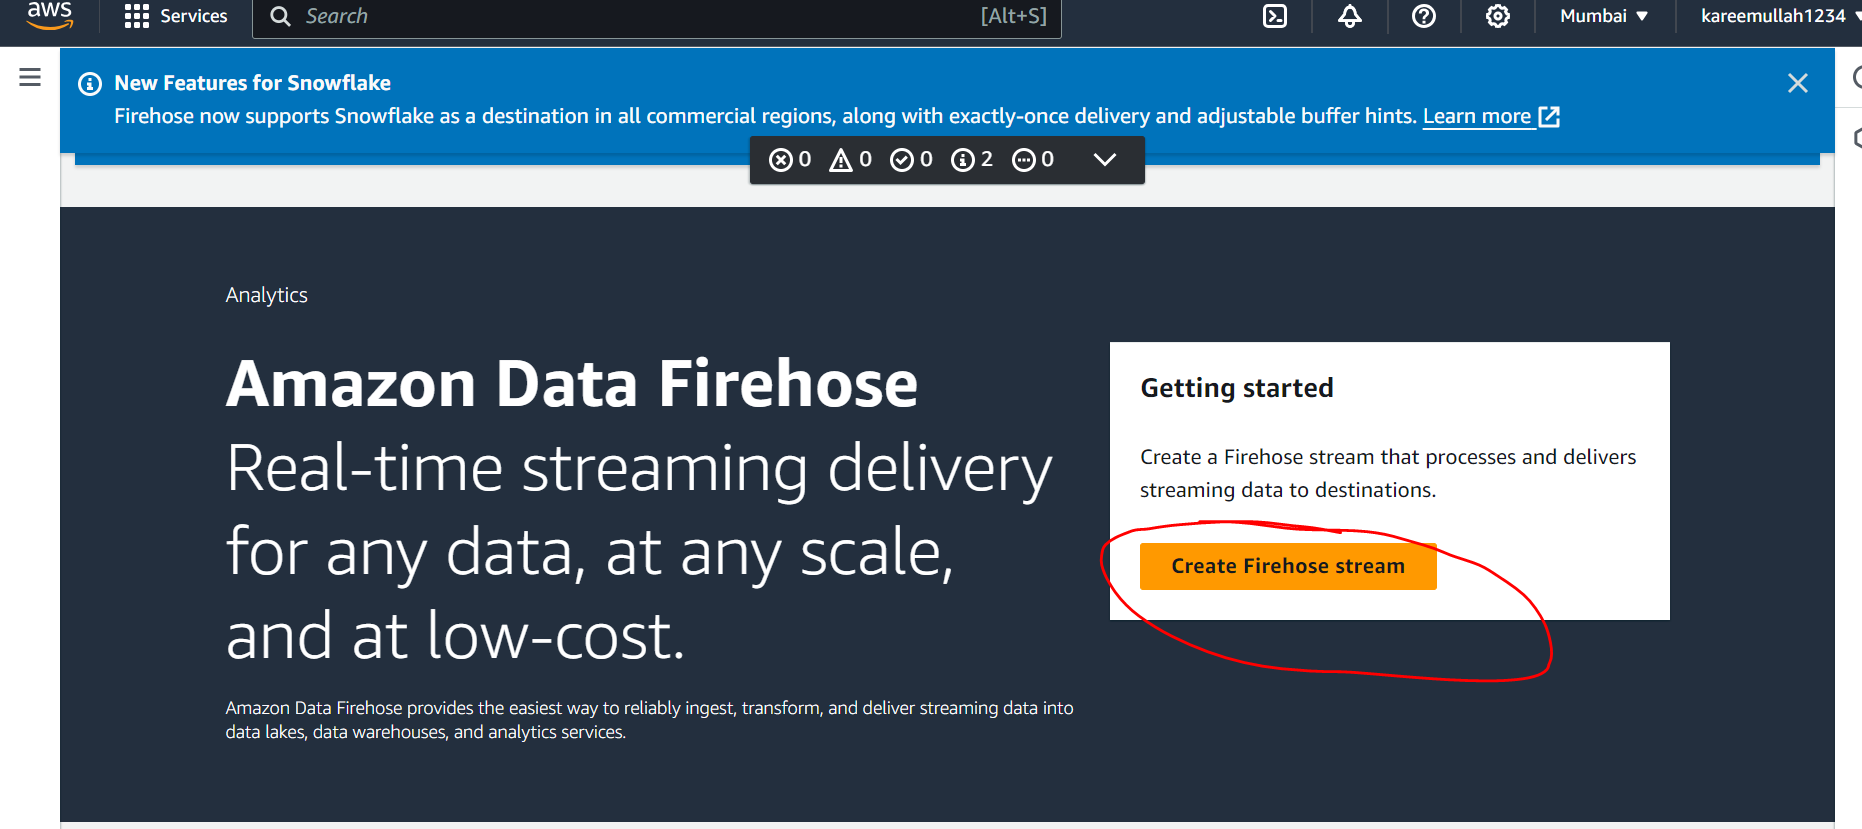 aws
Services
Search [Alt+S]
Mumbai
kareemullah1234
New Features for Snowflake
Firehose now supports Snowflake as a destination in all commercial regions, along with exactly-once delivery and adjustable buffer hints. Learn more
0 0 0 2 0
Analytics
Amazon Data Firehose
Real-time streaming delivery
for any data, at any scale,
and at low-cost.
Amazon Data Firehose provides the easiest way to reliably ingest, transform, and deliver streaming data into
data lakes, data warehouses, and analytics services.
Getting started
Create a Firehose stream that processes and delivers
streaming data to destinations.
Create Firehose stream